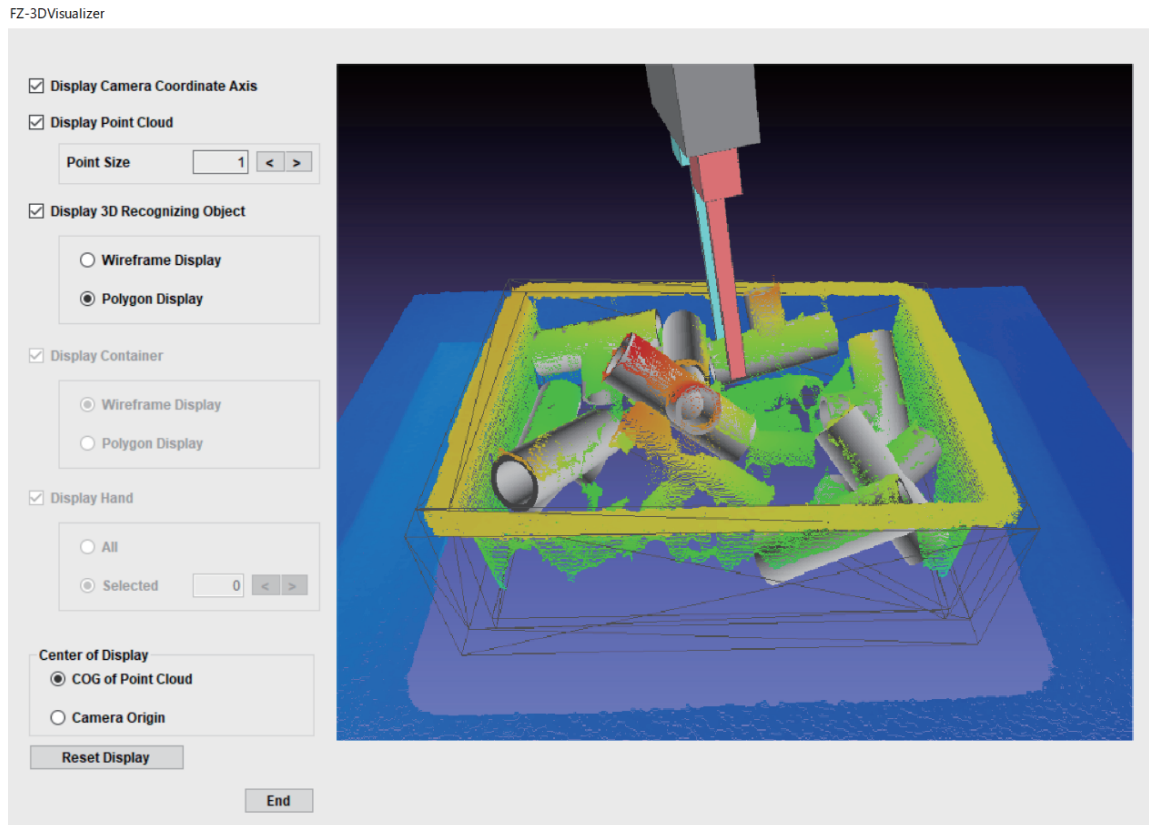 FZ-3DVisualizer
Display Camera Coordinate Axis
Display Point Cloud
Point Size 1 < >
Display 3D Recognizing Object
Wireframe Display
Polygon Display
Display Container
Wireframe Display
Polygon Display
Display Hand
All
Selected 0 < >
Center of Display
COG of Point Cloud
Camera Origin
Reset Display
End